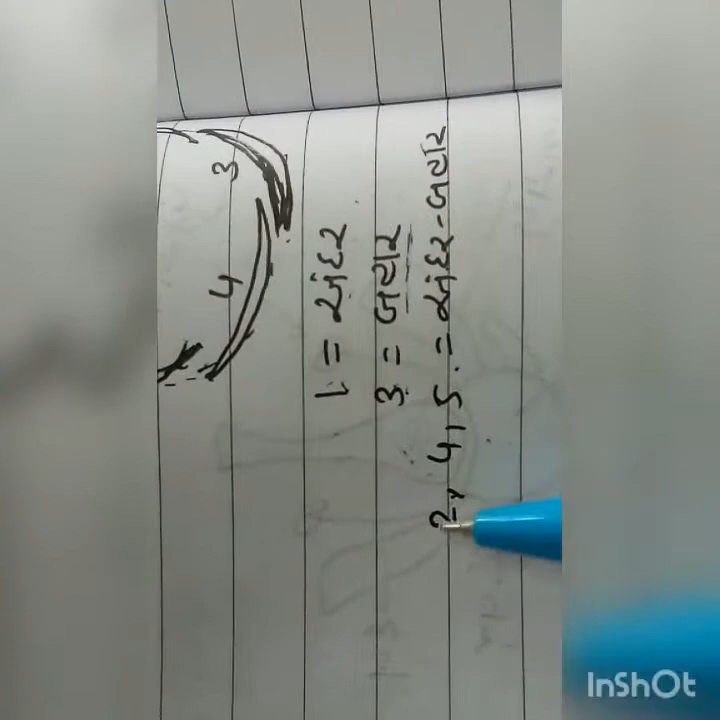 3
4
1 = અંદર
3 = બહાર
2, 4, 5 = અંદર-બહાર
InShOt